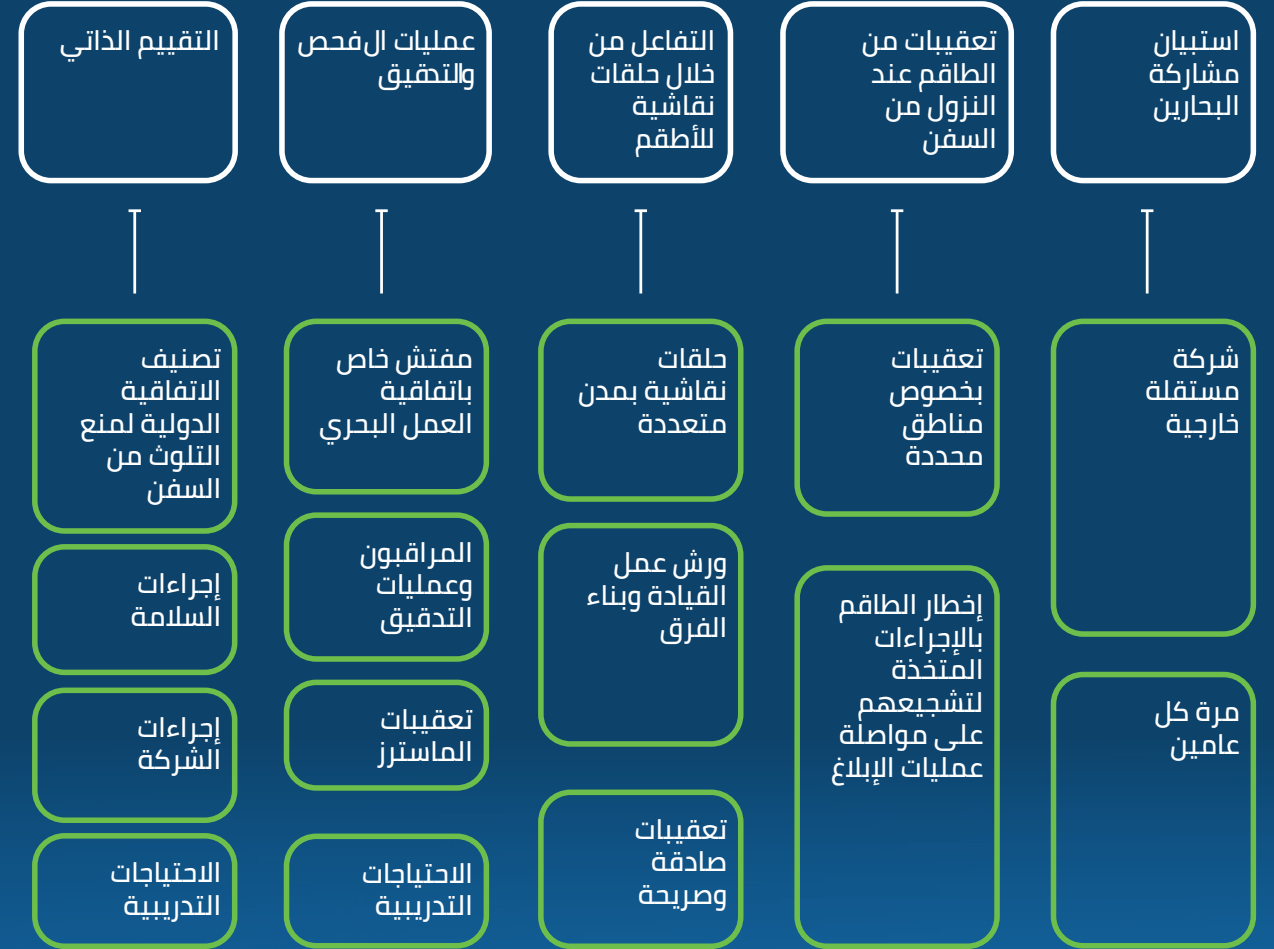 استبيان
مشاركة
البحارين
تعقيبات من
الطاقم عند
النزول من
السفن
التفاعل من
خلال حلقات
نقاشية
للأطقم
عمليات الفحص
والتدقيق
التقييم الذاتي
شركة
مستقلة
خارجية
مرة كل
عامين
تعقيبات
بخصوص
مناطق
محددة
إخطار الطاقم
بالإجراءات
المتخذة
لتشجيعهم
على مواصلة
عمليات الإبلاغ
حلقات
نقاشية بمدن
متعددة
ورش عمل
القيادة وبناء
الفرق
تعقيبات
صادقة
وصريحة
مفتش خاص
باتفاقية
العمل البحري
المراقبون
وعمليات
التدقيق
تعقيبات
الماسترز
الاحتياجات
التدريبية
تصنيف
الاتفاقية
الدولية لمنع
التلوث من
السفن
إجراءات
السلامة
إجراءات
الشركة
الاحتياجات
التدريبية